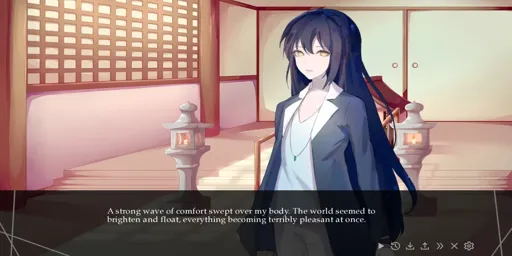 A strong wave of comfort swept over my body. The world seemed to
brighten and float, everything becoming terribly pleasant at once.